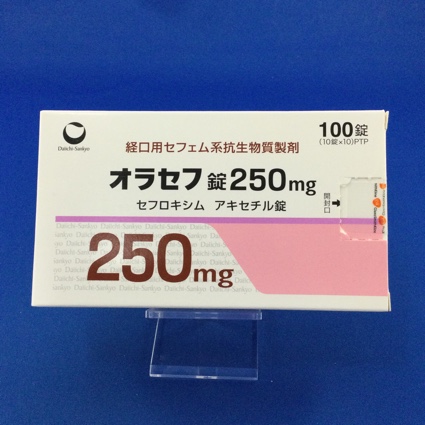 Daiichi-Sankyo
経口用セフェム系抗生物質製剤
100錠
(10錠×10)PTP
オラセフ錠250mg
セフロキシム アキセチル錠
開封口
250mg